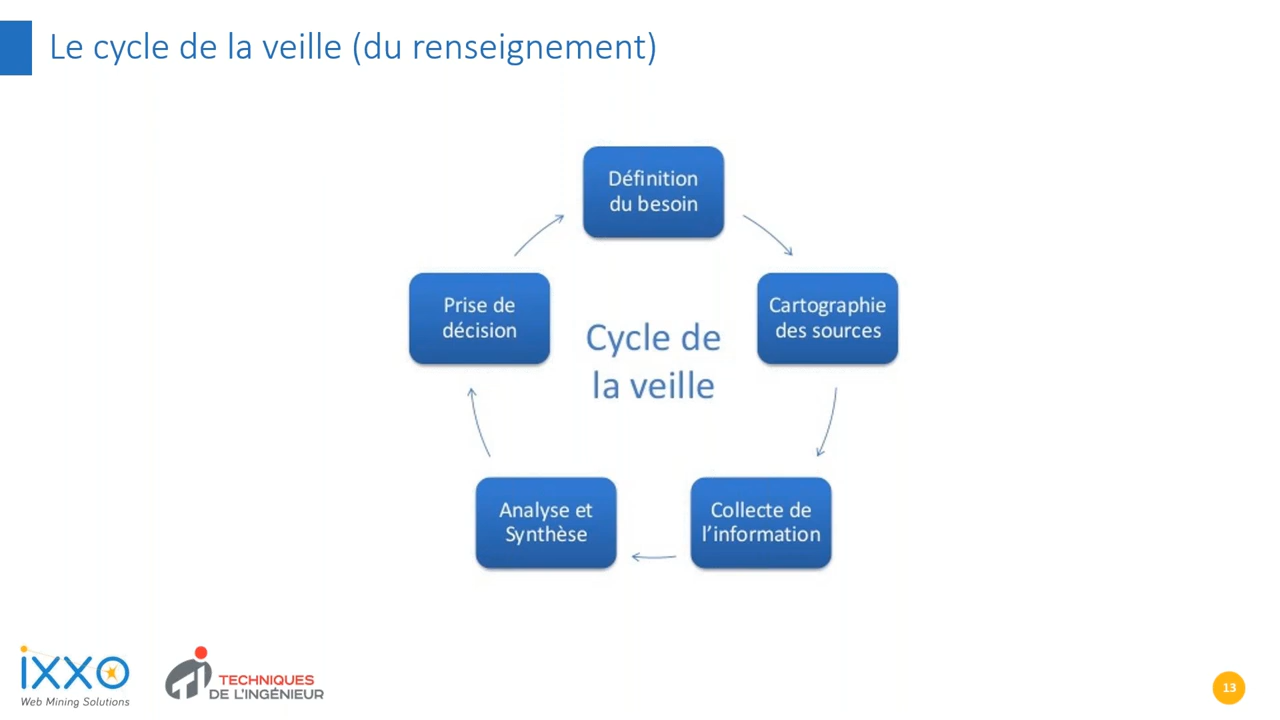 Le cycle de la veille (du renseignement)
Définition
du besoin
Cartographie
des sources
Collecte de
l'information
Analyse et
Synthèse
Prise de
décision
Cycle de
la veille
ixxo
Web Mining Solutions
TECHNIQUES
DE L'INGÉNIEUR
13